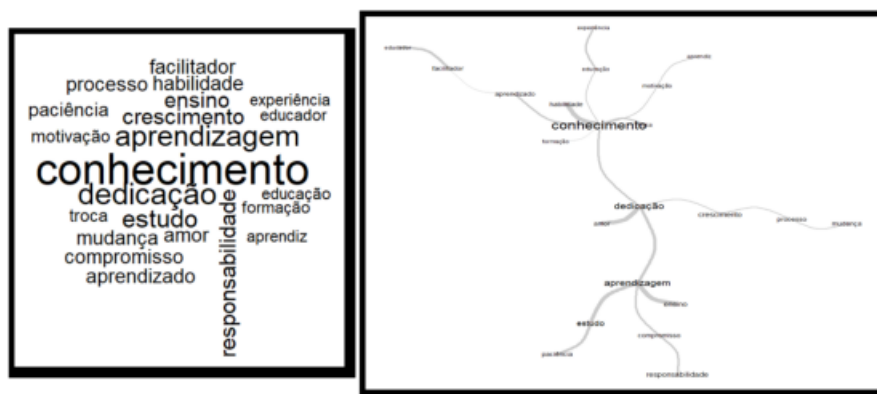 facilitador
processo habilidade
ensino experiência
paciência
crescimento educador
motivação aprendizagem
conhecimento
dedicação educação
troca estudo formação
mudança amor aprendiz
compromisso
aprendizado
responsabilidade
experiência
educador
aprendiz
facilitador
educação
motivação
aprendizado
habilidade
conhecimento
formação
dedicação
amor
crescimento
processo
mudança
aprendizagem
ensino
estudo
compromisso
paciência
responsabilidade